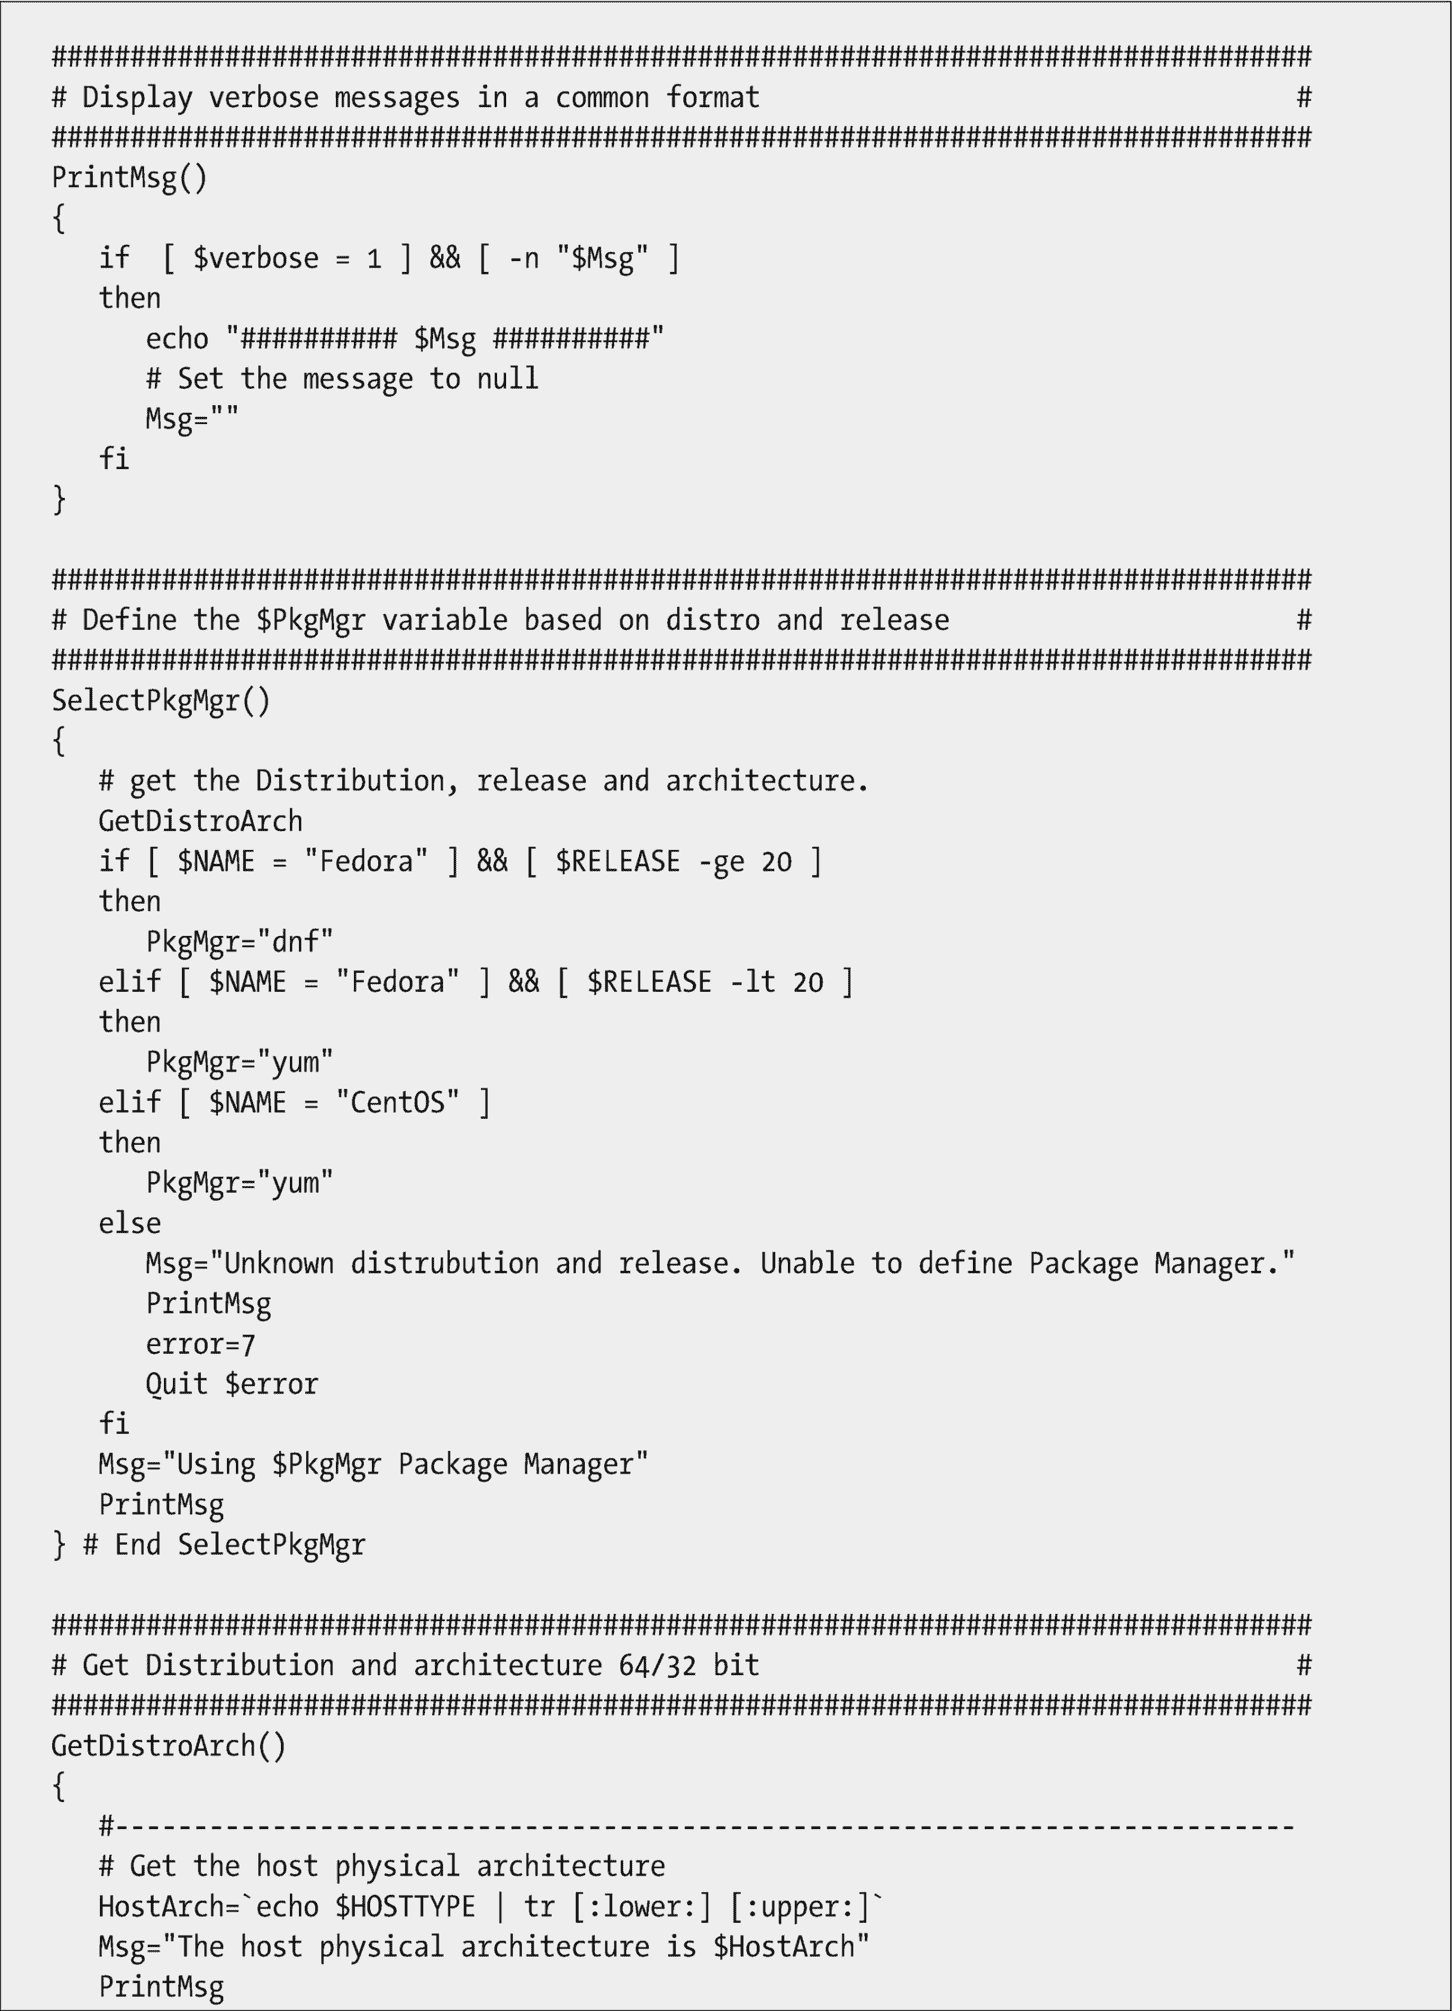 ################################################################################
# Display verbose messages in a common format                                  #
################################################################################
PrintMsg()
{
   if  [ $verbose = 1 ] && [ -n "$Msg" ]
   then
      echo "########## $Msg ##########"
      # Set the message to null
      Msg=""
   fi
}

################################################################################
# Define the $PkgMgr variable based on distro and release                      #
################################################################################
SelectPkgMgr()
{
   # get the Distribution, release and architecture.
   GetDistroArch
   if [ $NAME = "Fedora" ] && [ $RELEASE -ge 20 ]
   then
      PkgMgr="dnf"
   elif [ $NAME = "Fedora" ] && [ $RELEASE -lt 20 ]
   then
      PkgMgr="yum"
   elif [ $NAME = "CentOS" ]
   then
      PkgMgr="yum"
   else
      Msg="Unknown distrubution and release. Unable to define Package Manager."
      PrintMsg
      error=7
      Quit $error
   fi
   Msg="Using $PkgMgr Package Manager"
   PrintMsg
} # End SelectPkgMgr

################################################################################
# Get Distribution and architecture 64/32 bit                                  #
################################################################################
GetDistroArch()
{
   #---------------------------------------------------------------------------
   # Get the host physical architecture
   HostArch=`echo $HOSTTYPE | tr [:lower:] [:upper:]`
   Msg="The host physical architecture is $HostArch"
   PrintMsg